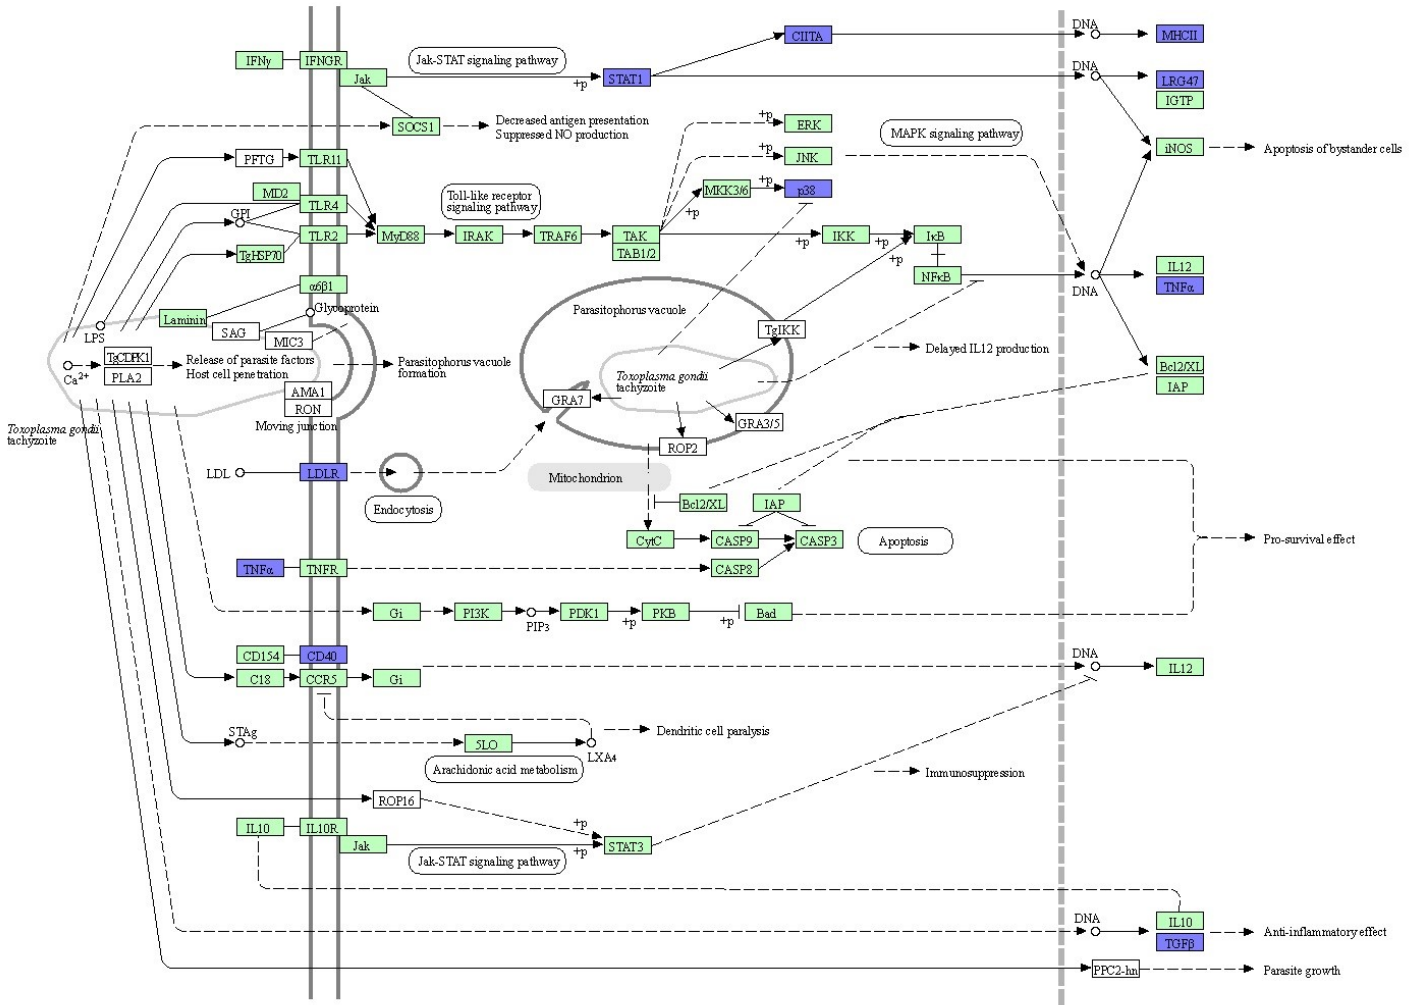 DNA
CIITA
MHCII
IFNγ
IFNGR
Jak-STAT signaling pathway
Jak
+p
STAT1
DNA
LRG47
IGTP
SOCS1
Decreased antigen presentation
Suppressed NO production
+p
ERK
MAPK signaling pathway
iNOS
Apoptosis of bystander cells
PFTG
TLR11
+p
JNK
MD2
TLR4
Toll-like receptor
signaling pathway
MKK3/6
+p
p38
+p
GPI
TLR2
MyD88
IRAK
TRAF6
TAK
TAB1/2
+p
IKK
+p
IκB
+p
TgHSP70
NFκB
DNA
IL12
TNFα
α6β1
Laminin
Glycoprotein
SAG
MIC3
LPS
Parasitophorus vacuole
TgIKK
Ca2+
TgCDPK1
PLA2
Release of parasite factors
Host cell penetration
Parasitophorus vacuole
formation
Toxoplasma gondii
tachyzoite
Delayed IL12 production
Bcl2/XL
IAP
AMA1
RON
Moving junction
GRA7
GRA3/5
ROP2
Toxoplasma gondii
tachyzoite
LDL
LDLR
Endocytosis
Mitochondrion
Bcl2/XL
IAP
CytC
CASP9
CASP3
Apoptosis
Pro-survival effect
TNFα
TNFR
CASP8
Gi
PI3K
PIP3
PDK1
+p
PKB
+p
Bad
CD154
CD40
C18
CCR5
Gi
DNA
IL12
STAg
5LO
LXA4
Dendritic cell paralysis
Arachidonic acid metabolism
Immunosuppression
ROP16
+p
IL10
IL10R
Jak
+p
STAT3
Jak-STAT signaling pathway
DNA
IL10
TGFβ
Anti-inflammatory effect
PPC2-hn
Parasite growth